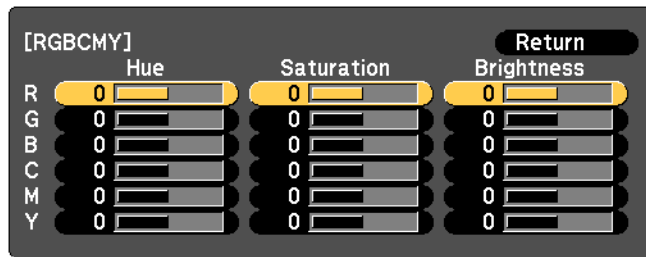 [RGBCMY] Return
Hue Saturation Brightness
R 0 0 0
G 0 0 0
B 0 0 0
C 0 0 0
M 0 0 0
Y 0 0 0